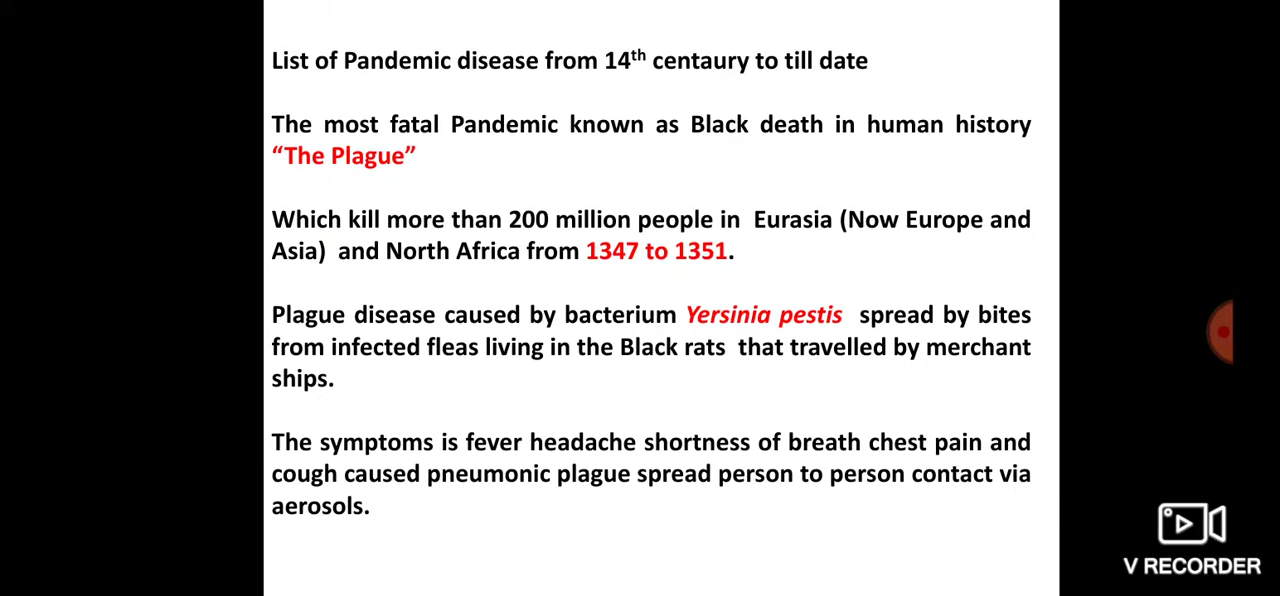 List of Pandemic disease from 14th centaury to till date
The most fatal Pandemic known as Black death in human history
“The Plague”
Which kill more than 200 million people in Eurasia (Now Europe and
Asia) and North Africa from 1347 to 1351.
Plague disease caused by bacterium Yersinia pestis spread by bites
from infected fleas living in the Black rats that travelled by merchant
ships.
The symptoms is fever headache shortness of breath chest pain and
cough caused pneumonic plague spread person to person contact via
aerosols.
V RECORDER